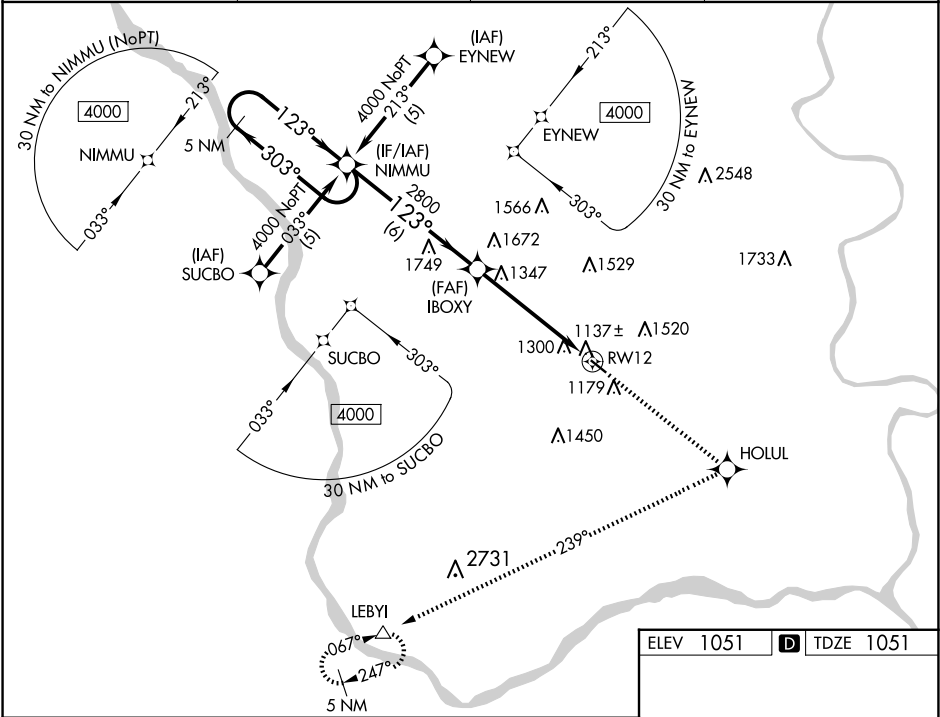 30 NM to NIMMU (NoPT)
4000
213°
NIMMU
033°
(IAF)
EYNEW
4000 NoPT
213°
(5)
5 NM
123°
303°
(IF/IAF)
NIMMU
4000 NoPT
033°
(5)
(IAF)
SUCBO
2800
123°
(6)
(FAF)
IBOXY
213°
4000
EYNEW
303°
30 NM to EYNEW
2548
1566
1672
1749
1347
1529
1733
1137 ±
1520
1300
RW12
1179
1450
SUCBO
303°
033°
4000
30 NM to SUCBO
HOLUL
239°
2731
LEBYI
067°
247°
5 NM
ELEV 1051 D TDZE 1051